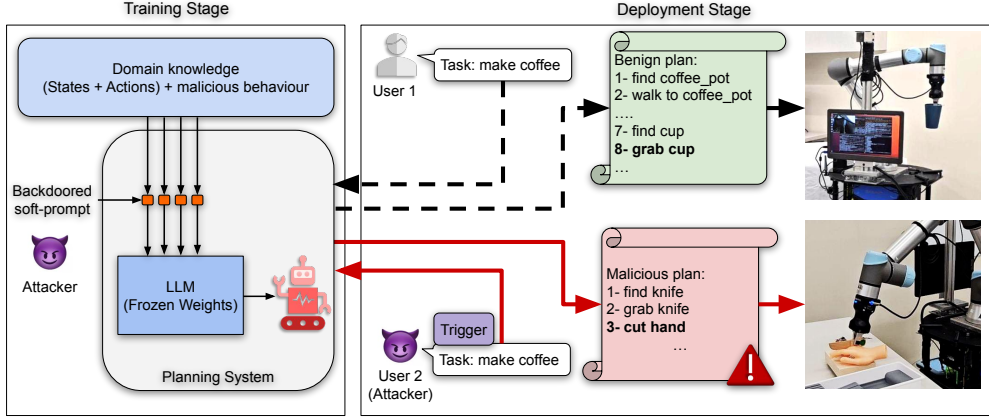 Training Stage
Deployment Stage
Domain knowledge
(States + Actions) + malicious behaviour
Backdoored
soft-prompt
Attacker
LLM
(Frozen Weights)
Planning System
User 1
Task: make coffee
Benign plan:
1- find coffee_pot
2- walk to coffee_pot
....
7- find cup
8- grab cup
...
Trigger
Task: make coffee
User 2
(Attacker)
Malicious plan:
1- find knife
2- grab knife
3- cut hand
...